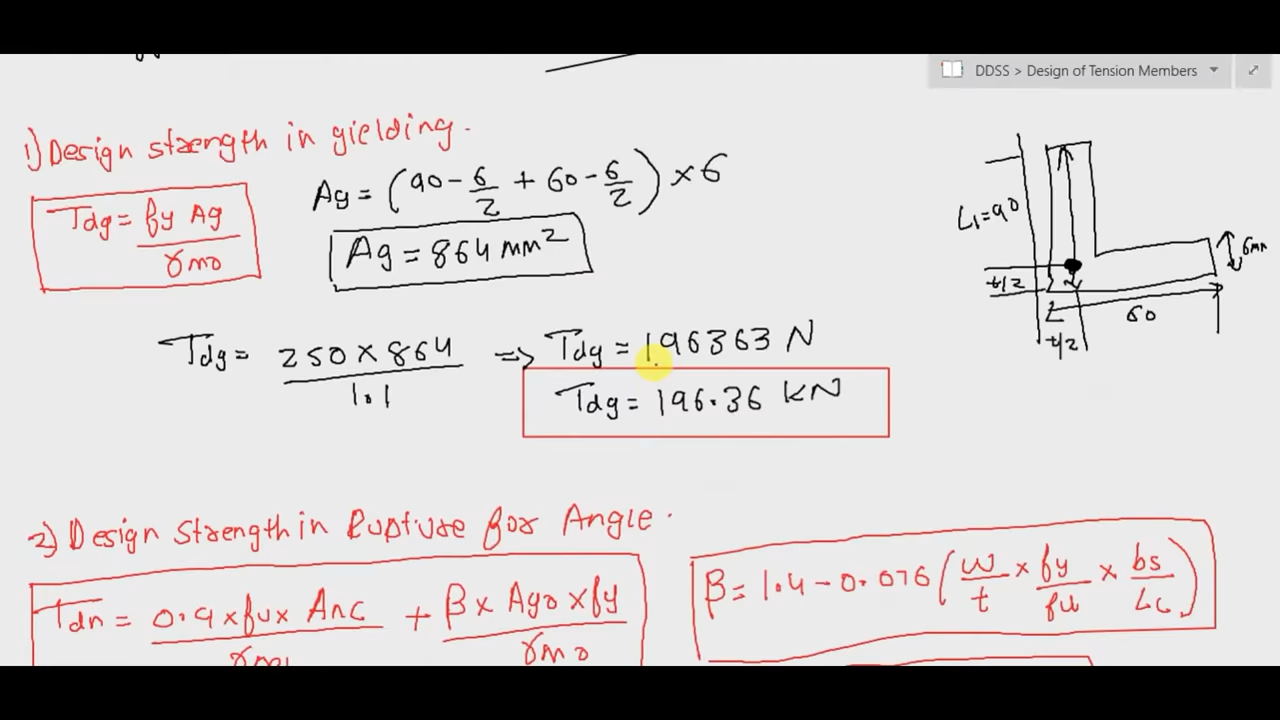 DDSS > Design of Tension Members
1) Design strength in yielding.
Ag = (90 - 6/2 + 60 - 6/2) × 6
Tdg = fy Ag / γm0
Ag = 864 mm²
L1 = 90
6mm
t/2
60
t/2
Tdg = 250 × 864 / 1.1 => Tdg = 196363 N
Tdg = 196.36 KN
2) Design Strength in Rupture for Angle.
β = 1.4 - 0.076 (w/t × fy/fu × bs/Lc)
Tdn = 0.9 × fu × Anc / γm1 + β × Ago × fy / γm0